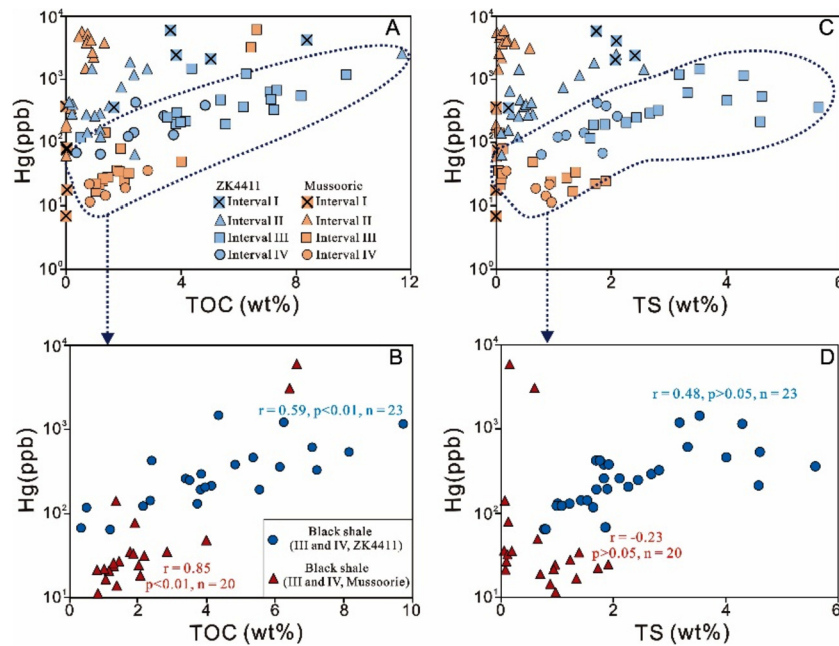 A
Hg(ppb)
10⁴
10³
10²
10¹
10⁰
0
4
8
12
TOC (wt%)
ZK4411
Mussoorie
Interval I
Interval I
Interval II
Interval II
Interval III
Interval III
Interval IV
Interval IV
C
Hg(ppb)
10⁴
10³
10²
10¹
10⁰
0
2
4
6
TS (wt%)
B
Hg(ppb)
10⁴
10³
10²
10¹
0
2
4
6
8
10
TOC (wt%)
r = 0.59, p<0.01, n = 23
r = 0.85
p<0.01, n = 20
Black shale
(III and IV, ZK4411)
Black shale
(III and IV, Mussoorie)
D
Hg(ppb)
10⁴
10³
10²
10¹
0
2
4
6
TS (wt%)
r = 0.48, p>0.05, n = 23
r = -0.23
p>0.05, n = 20